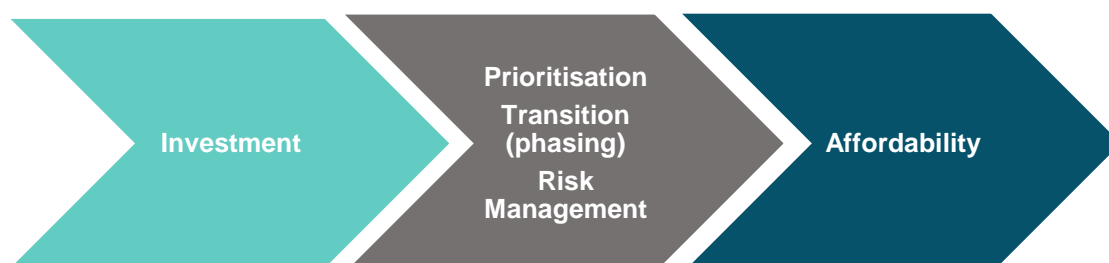 Investment
Prioritisation
Transition
(phasing)
Risk
Management
Affordability